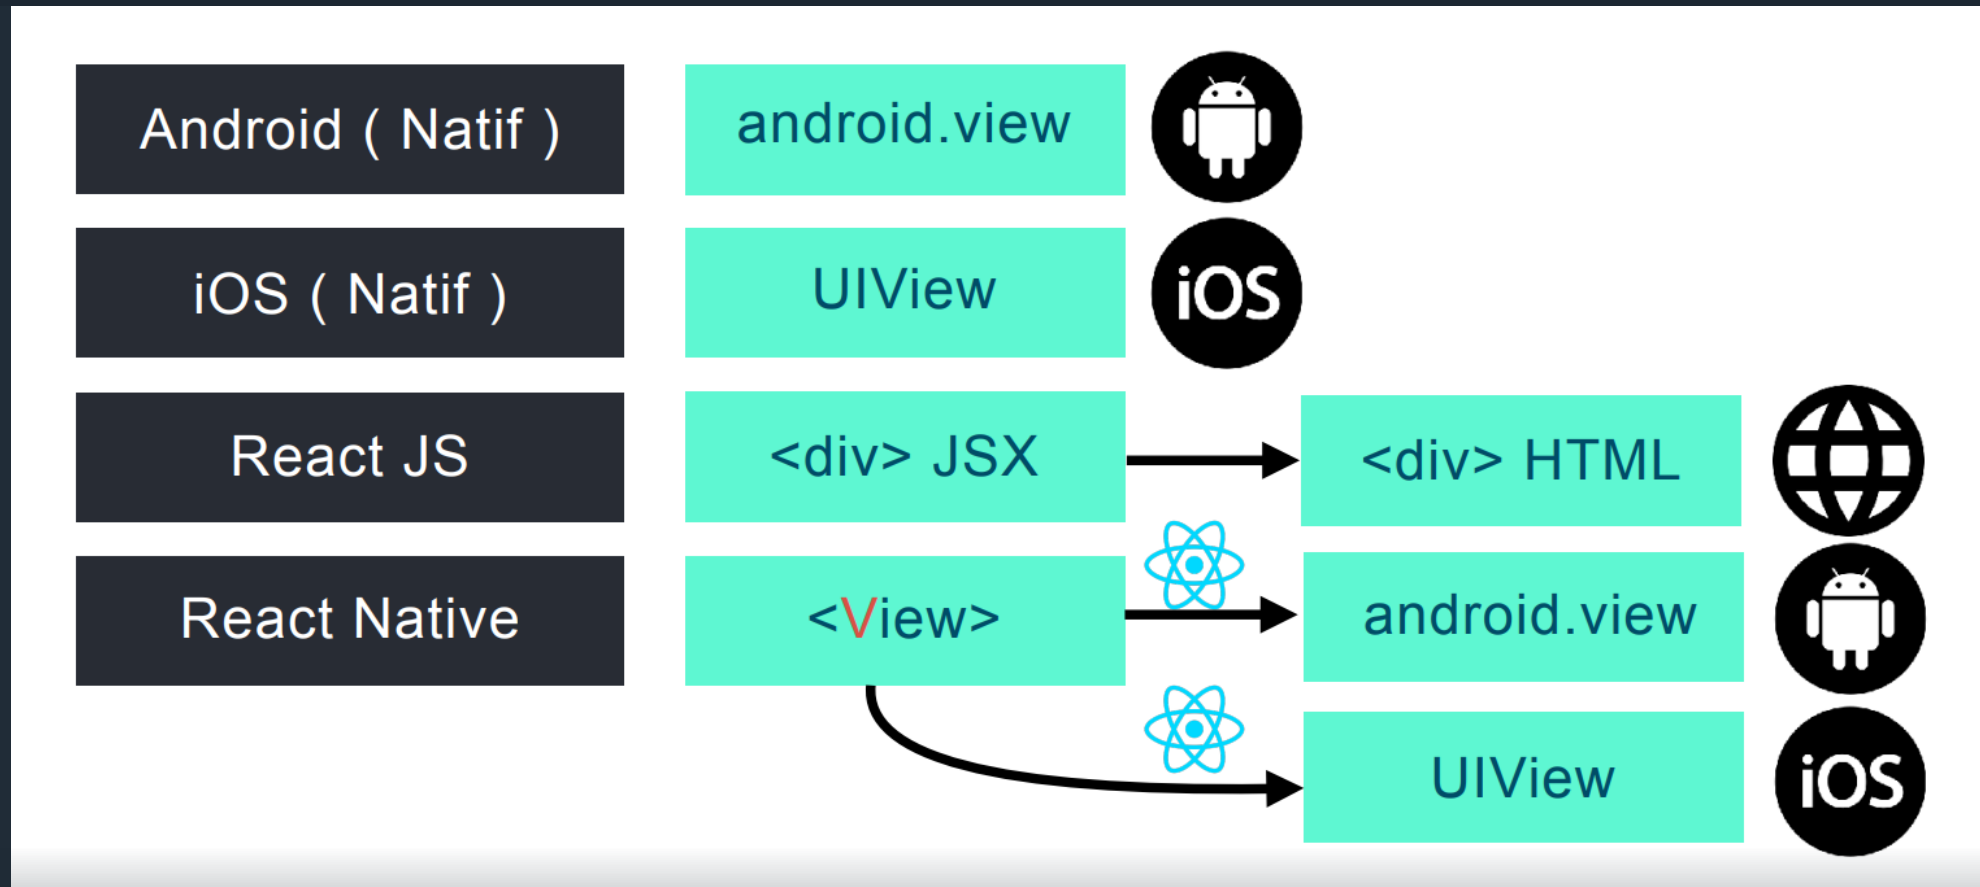 Android ( Natif )
android.view
iOS ( Natif )
UIView
iOS
React JS
<div> JSX
<div> HTML
React Native
<View>
android.view
UIView
iOS